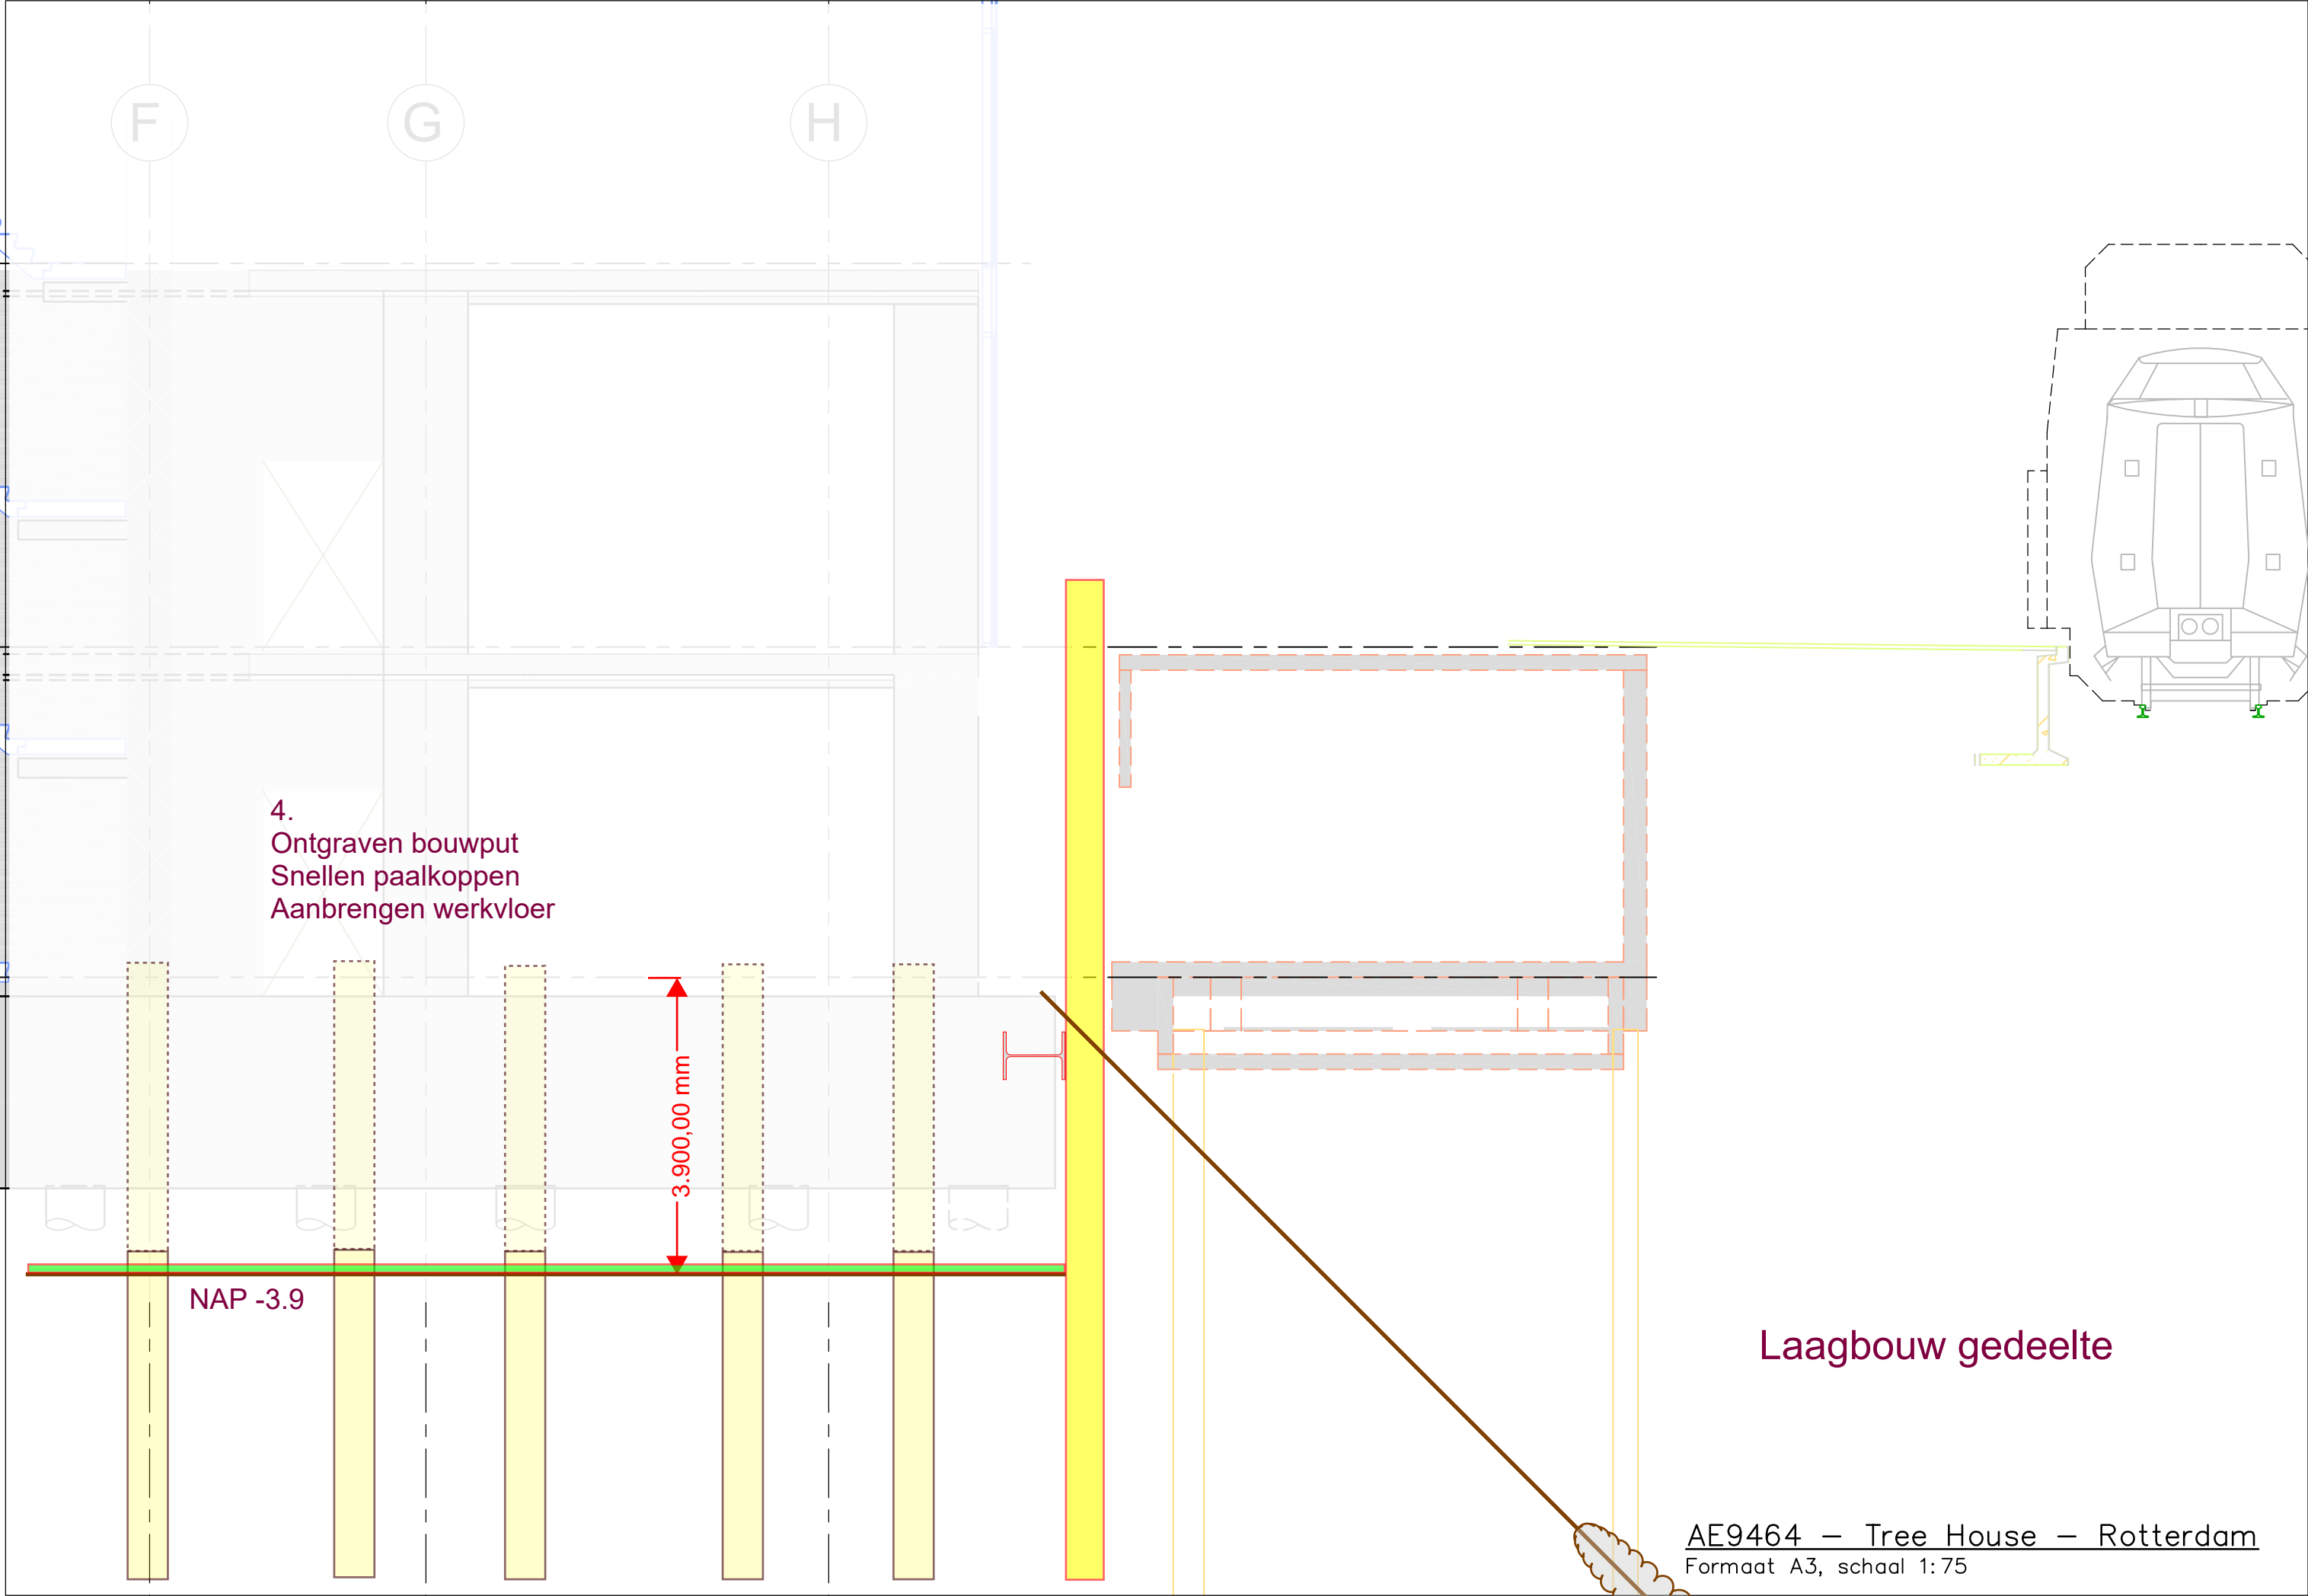 F
G
H
4.
Ontgraven bouwput
Snellen paalkoppen
Aanbrengen werkvloer
3.900,00 mm
NAP -3.9
Laagbouw gedeelte
AE9464 – Tree House – Rotterdam
Formaat A3, schaal 1:75